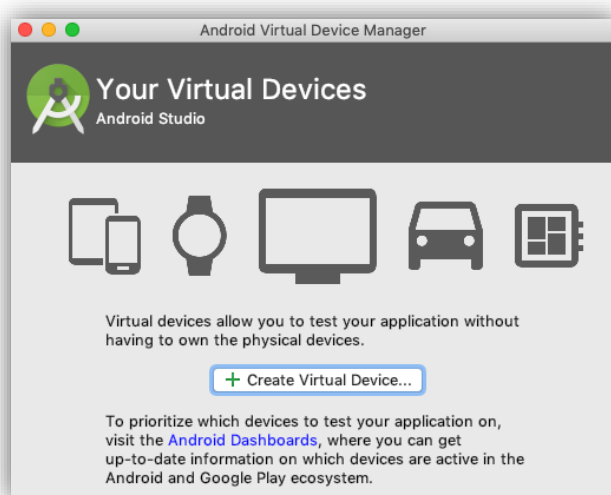 Android Virtual Device Manager
Your Virtual Devices
Android Studio
Virtual devices allow you to test your application without
having to own the physical devices.
+ Create Virtual Device...
To prioritize which devices to test your application on,
visit the Android Dashboards, where you can get
up-to-date information on which devices are active in the
Android and Google Play ecosystem.